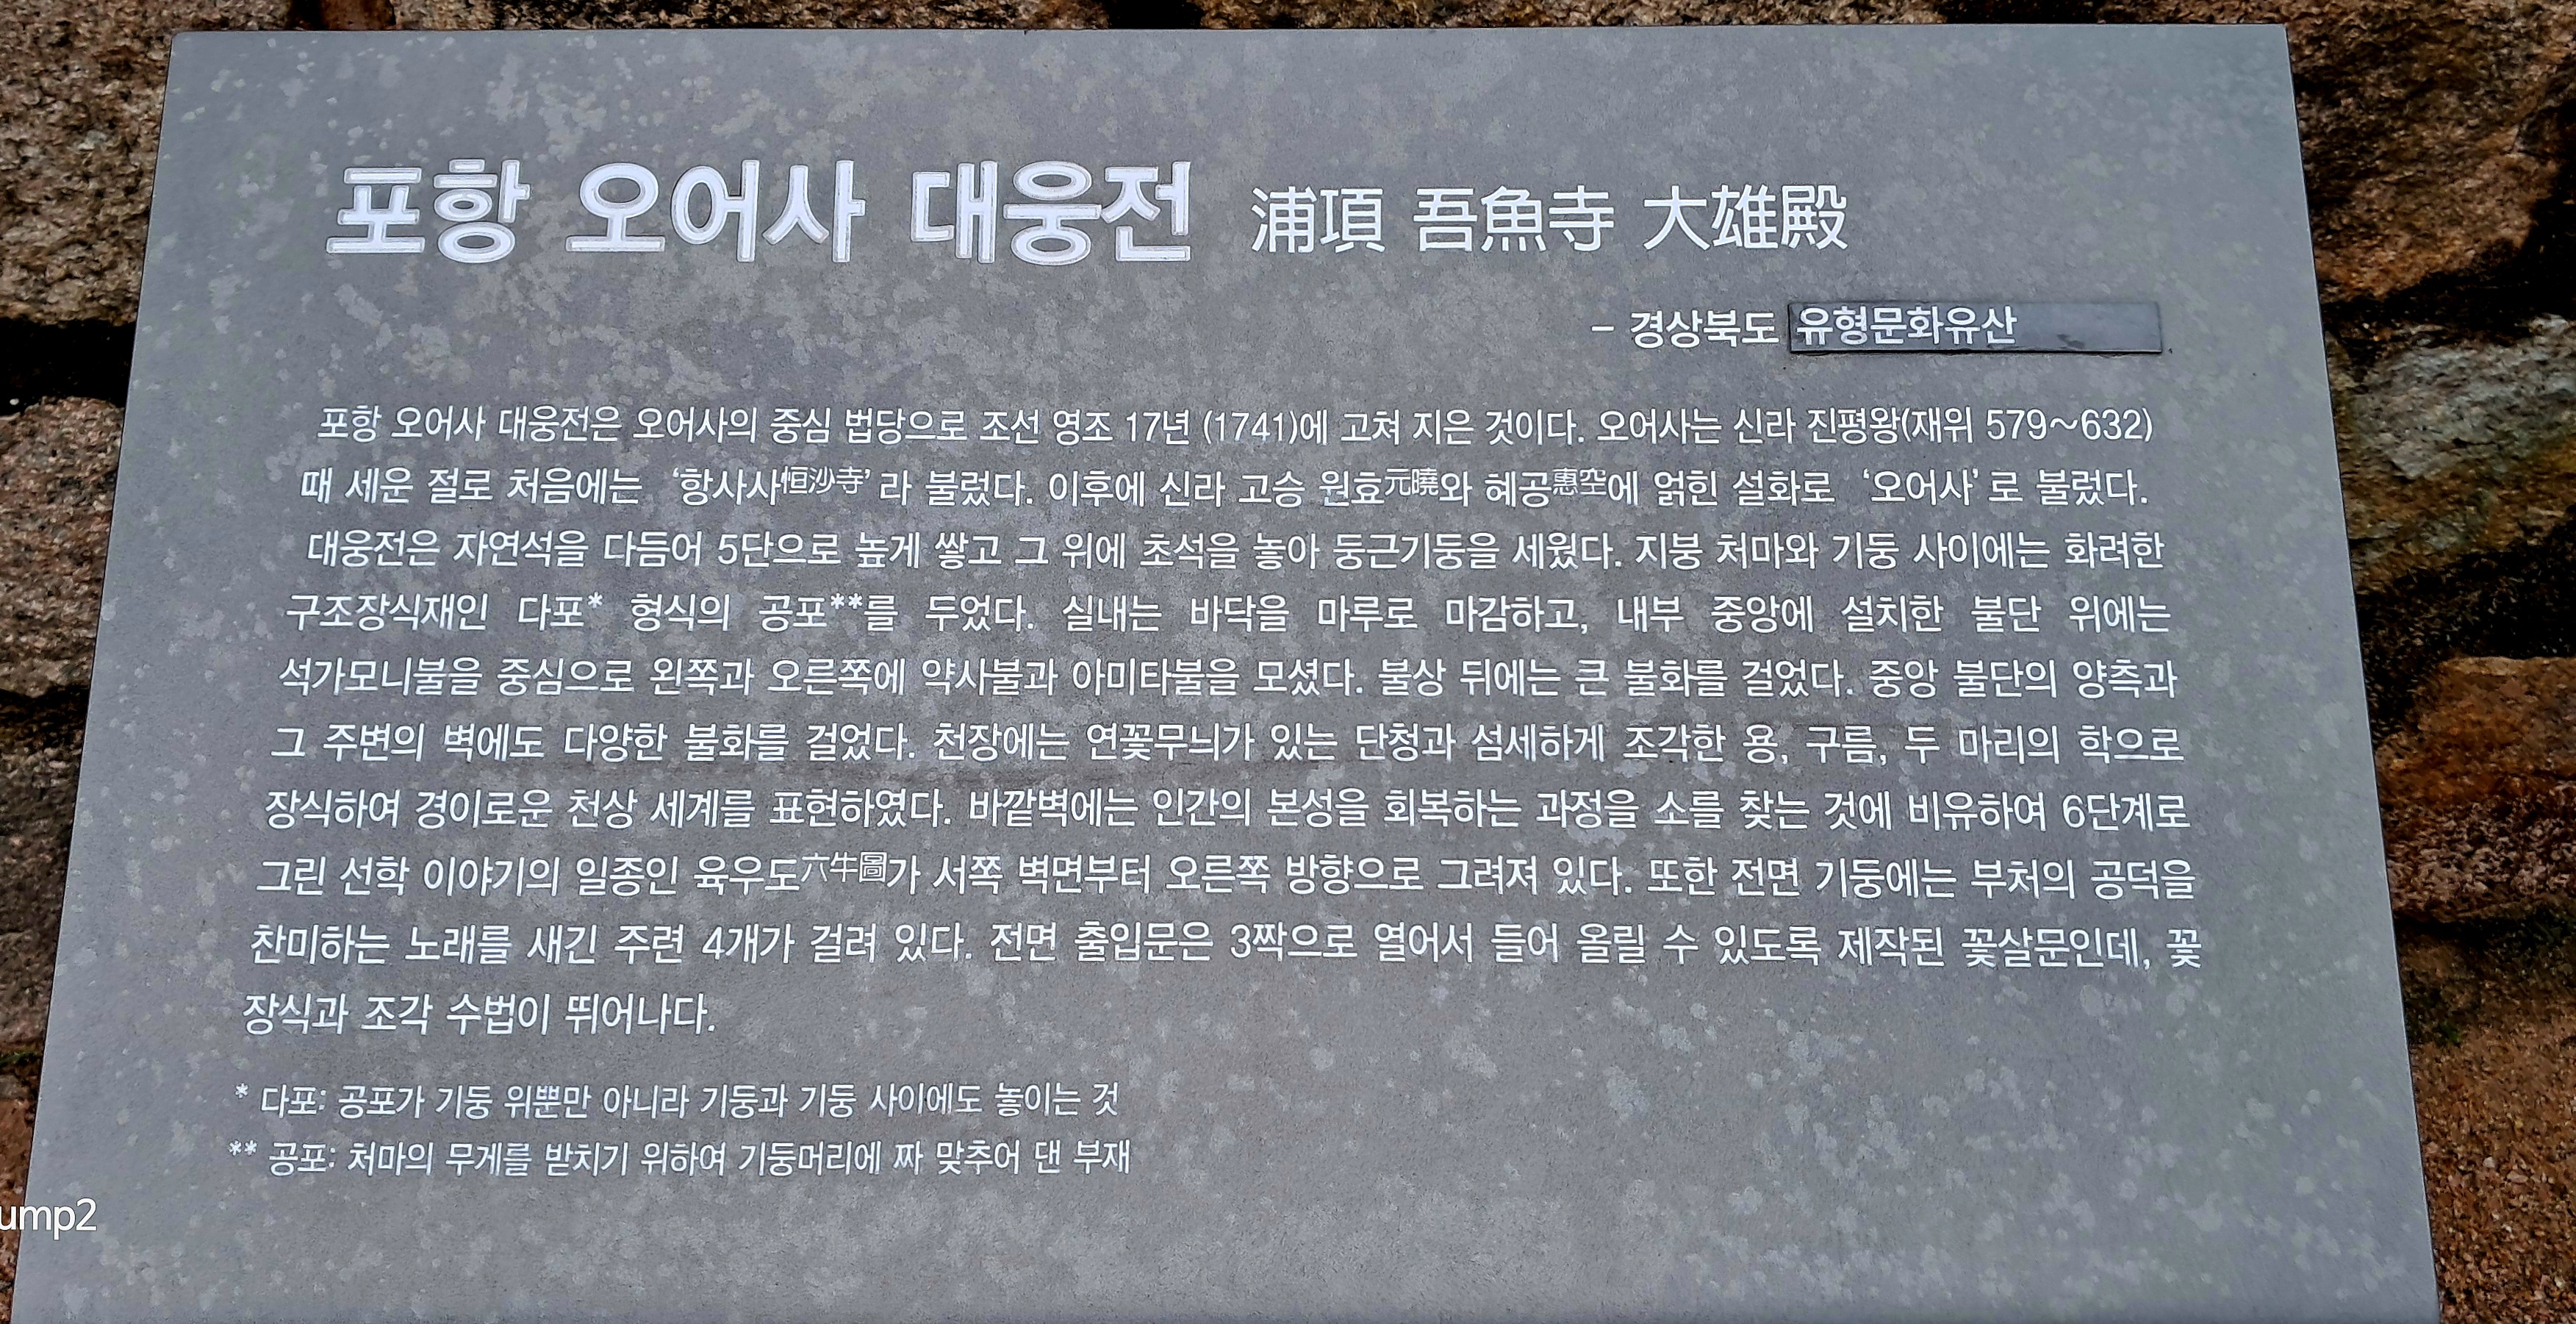 포항 오어사 대웅전 浦項 吾魚寺 大雄殿
- 경상북도 유형문화유산
포항 오어사 대웅전은 오어사의 중심 법당으로 조선 영조 17년 (1741)에 고쳐 지은 것이다. 오어사는 신라 진평왕(재위 579~632)
때 세운 절로 처음에는 ‘항사사恒沙寺’라 불렀다. 이후에 신라 고승 원효元曉와 혜공惠空에 얽힌 설화로 ‘오어사’로 불렀다.
대웅전은 자연석을 다듬어 5단으로 높게 쌓고 그 위에 초석을 놓아 둥근기둥을 세웠다. 지붕 처마와 기둥 사이에는 화려한
구조장식재인 다포* 형식의 공포**를 두었다. 실내는 바닥을 마루로 마감하고, 내부 중앙에 설치한 불단 위에는
석가모니불을 중심으로 왼쪽과 오른쪽에 약사불과 아미타불을 모셨다. 불상 뒤에는 큰 불화를 걸었다. 중앙 불단의 양측과
그 주변의 벽에도 다양한 불화를 걸었다. 천장에는 연꽃무늬가 있는 단청과 섬세하게 조각한 용, 구름, 두 마리의 학으로
장식하여 경이로운 천상 세계를 표현하였다. 바깥벽에는 인간의 본성을 회복하는 과정을 소를 찾는 것에 비유하여 6단계로
그린 선학 이야기의 일종인 육우도六牛圖가 서쪽 벽면부터 오른쪽 방향으로 그려져 있다. 또한 전면 기둥에는 부처의 공덕을
찬미하는 노래를 새긴 주련 4개가 걸려 있다. 전면 출입문은 3짝으로 열어서 들어 올릴 수 있도록 제작된 꽃살문인데, 꽃
장식과 조각 수법이 뛰어나다.
* 다포: 공포가 기둥 위뿐만 아니라 기둥과 기둥 사이에도 놓이는 것
** 공포: 처마의 무게를 받치기 위하여 기둥머리에 짜 맞추어 댄 부재
ump2